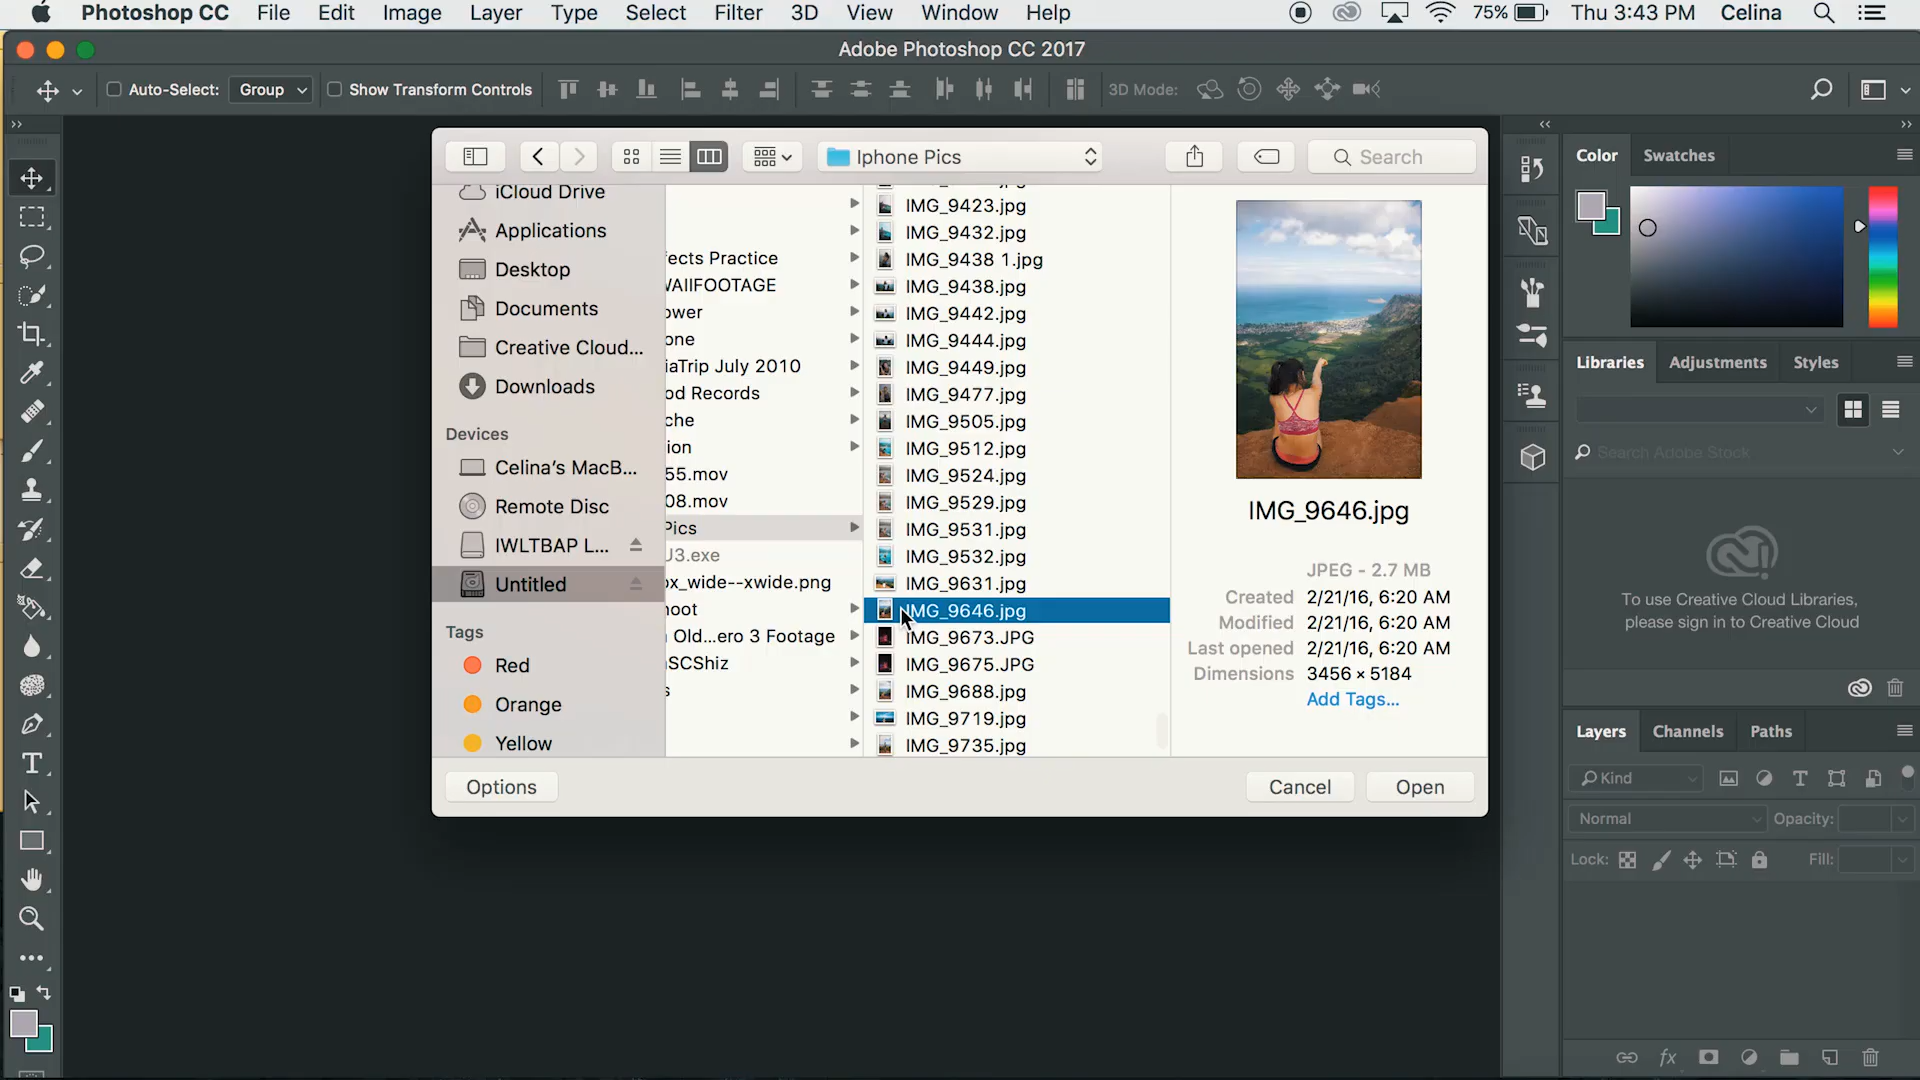 Photoshop CC File Edit Image Layer Type Select Filter 3D View Window Help 75% Thu 3:43 PM Celina
Adobe Photoshop CC 2017
Auto-Select: Group Show Transform Controls 3D Mode:
Iphone Pics Search
iCloud Drive
Applications
Desktop
Documents
Creative Cloud...
Downloads
Devices
Celina's MacB...
Remote Disc
IWLTBAP L...
Untitled
Tags
Red
Orange
Yellow
fects Practice
VAIIFOOTAGE
ower
one
iaTrip July 2010
od Records
che
ion
55.mov
08.mov
Pics
J3.exe
ox_wide--xwide.png
noot
Old...ero 3 Footage
SCShiz
s
IMG_9423.jpg
IMG_9432.jpg
IMG_9438 1.jpg
IMG_9438.jpg
IMG_9442.jpg
IMG_9444.jpg
IMG_9449.jpg
IMG_9477.jpg
IMG_9505.jpg
IMG_9512.jpg
IMG_9524.jpg
IMG_9529.jpg
IMG_9531.jpg
IMG_9532.jpg
IMG_9631.jpg
IMG_9646.jpg
IMG_9673.JPG
IMG_9675.JPG
IMG_9688.jpg
IMG_9719.jpg
IMG_9735.jpg
IMG_9646.jpg
JPEG - 2.7 MB
Created 2/21/16, 6:20 AM
Modified 2/21/16, 6:20 AM
Last opened 2/21/16, 6:20 AM
Dimensions 3456 × 5184
Add Tags...
Options Cancel Open
Color Swatches
Libraries Adjustments Styles
Search Adobe Stock
To use Creative Cloud Libraries,
please sign in to Creative Cloud
Layers Channels Paths
Kind
Normal Opacity:
Lock: Fill: